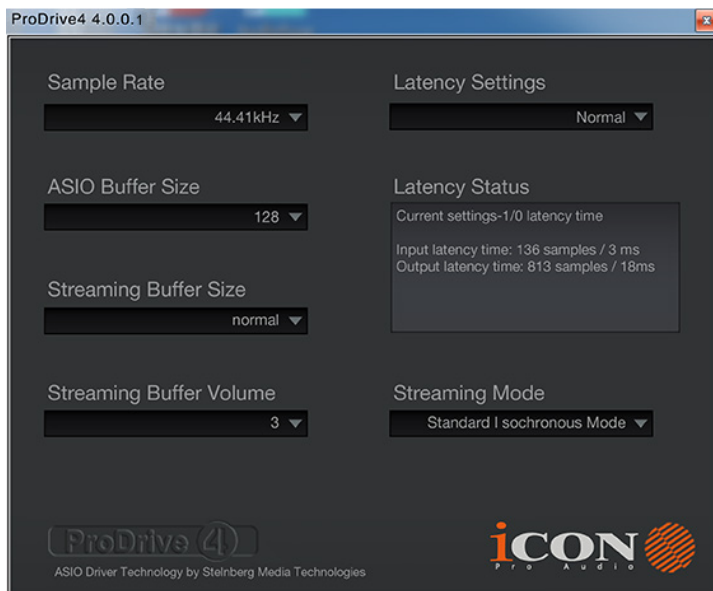 ProDrive4 4.0.0.1
Sample Rate
44.41kHz
ASIO Buffer Size
128
Streaming Buffer Size
normal
Streaming Buffer Volume
3
Latency Settings
Normal
Latency Status
Current settings-1/0 latency time
Input latency time: 136 samples / 3 ms
Output latency time: 813 samples / 18ms
Streaming Mode
Standard I sochronous Mode
ProDrive 4
ASIO Driver Technology by Steinberg Media Technologies
iCON
Pro Audio